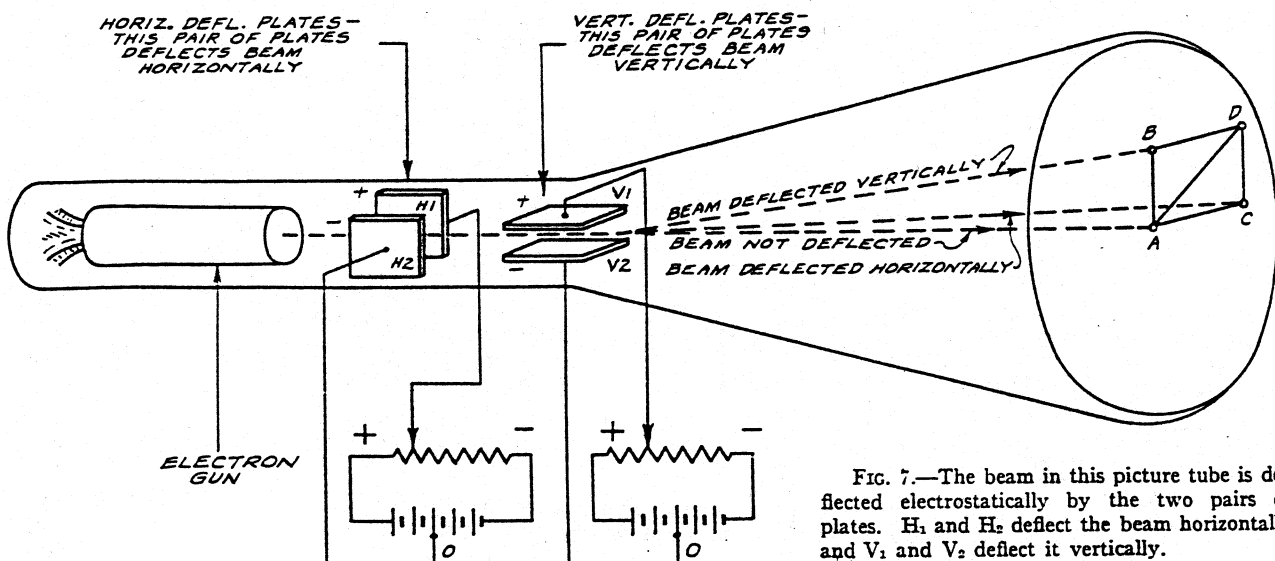 HORIZ. DEFL. PLATES-
THIS PAIR OF PLATES
DEFLECTS BEAM
HORIZONTALLY
VERT. DEFL. PLATES-
THIS PAIR OF PLATES
DEFLECTS BEAM
VERTICALLY
+
H1
-
H2
+
V1
-
V2
BEAM DEFLECTED VERTICALLY
BEAM NOT DEFLECTED
BEAM DEFLECTED HORIZONTALLY
B
D
A
C
ELECTRON
GUN
+ -
O
+ -
O
FIG. 7.—The beam in this picture tube is de
flected electrostatically by the two pairs
plates. H₁ and H₂ deflect the beam horizontal
and V₁ and V₂ deflect it vertically.